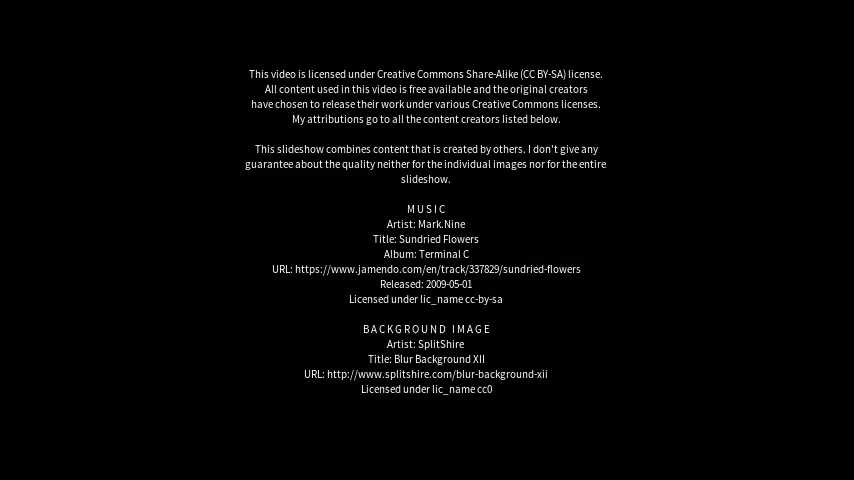 This video is licensed under Creative Commons Share-Alike (CC BY-SA) license.
All content used in this video is free available and the original creators
have chosen to release their work under various Creative Commons licenses.
My attributions go to all the content creators listed below.
This slideshow combines content that is created by others. I don't give any
guarantee about the quality neither for the individual images nor for the entire
slideshow.
MUSIC
Artist: Mark.Nine
Title: Sundried Flowers
Album: Terminal C
URL: https://www.jamendo.com/en/track/337829/sundried-flowers
Released: 2009-05-01
Licensed under lic_name cc-by-sa
BACKGROUND IMAGE
Artist: SplitShire
Title: Blur Background XII
URL: http://www.splitshire.com/blur-background-xii
Licensed under lic_name cc0